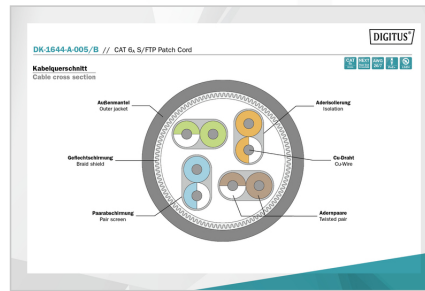 DIGITUS®
DK-1644-A-005/B // CAT 6A S/FTP Patch Cord
Kabelquerschnitt
Cable cross section
Außenmantel
Outer jacket
Aderisolierung
Isolation
Geflechtschirmung
Braid shield
Cu-Draht
Cu-Wire
Paarabschirmung
Pair screen
Adernpaare
Twisted pair